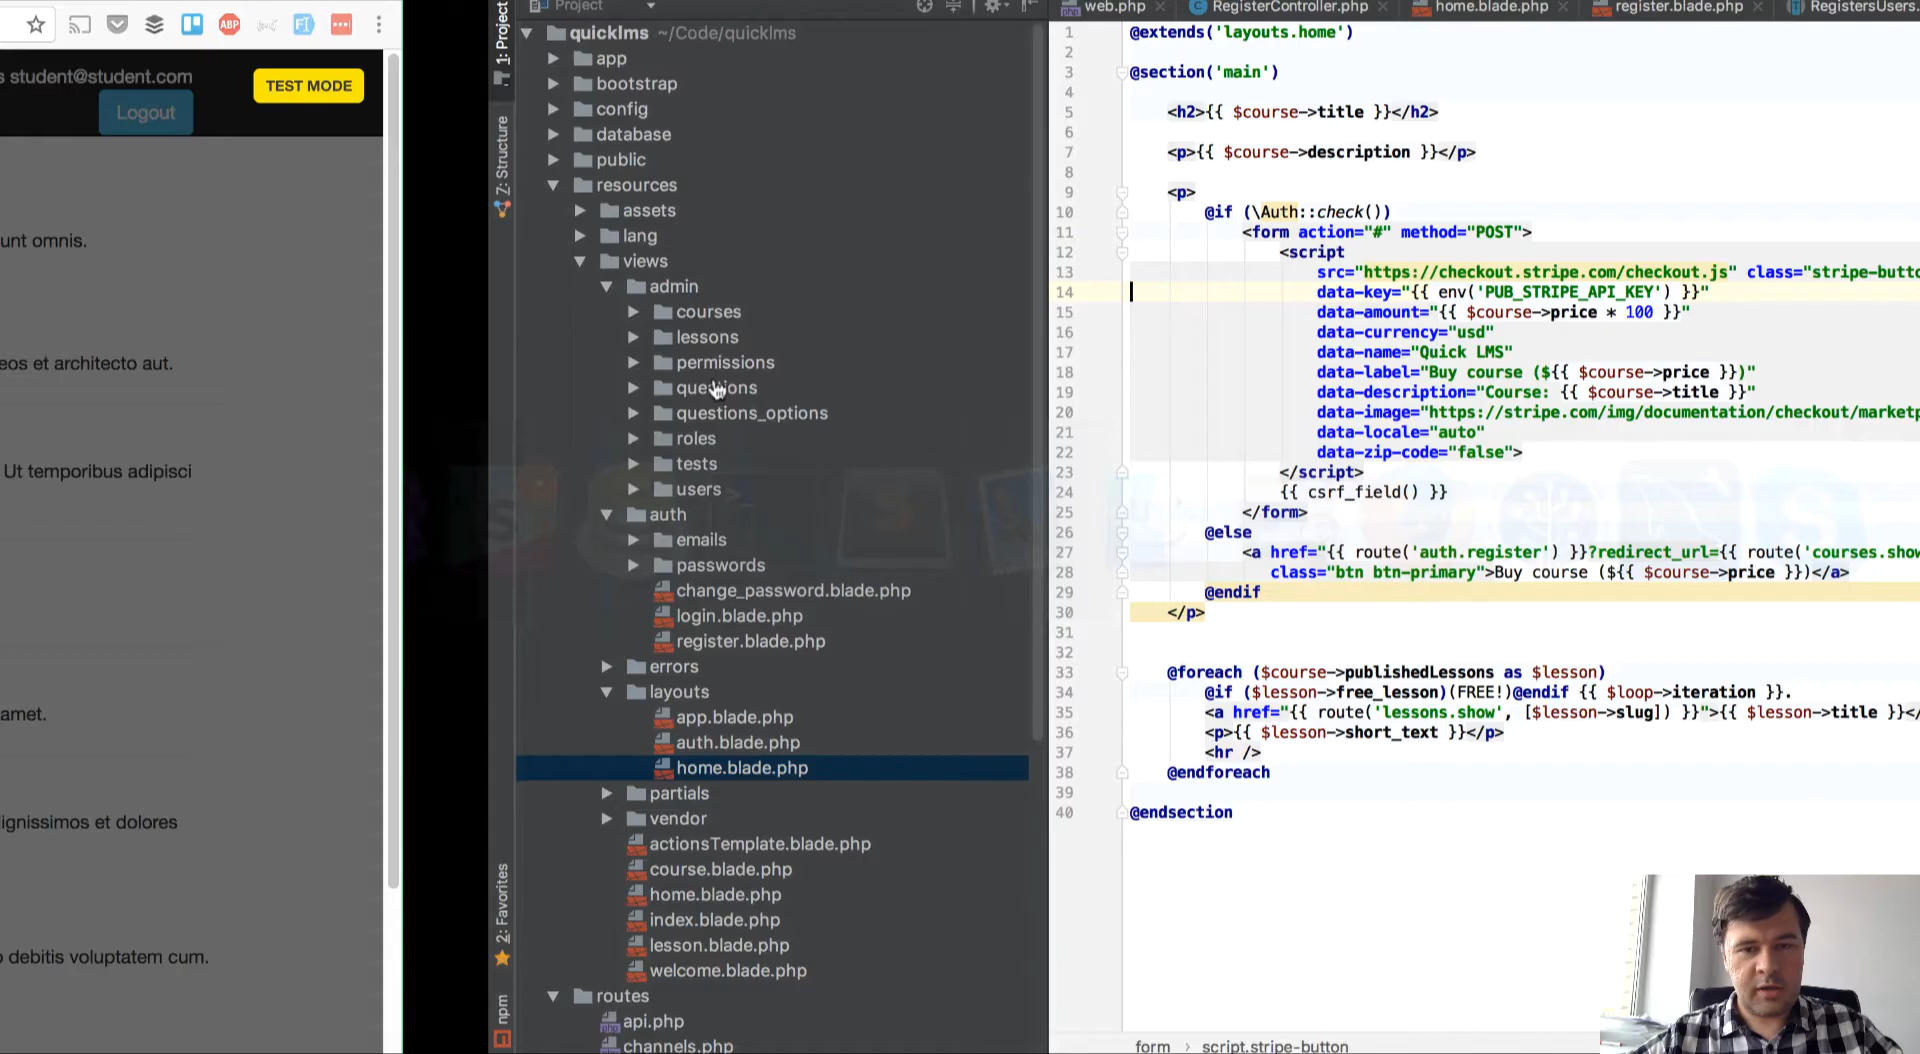 s student@student.com
TEST MODE
Logout
unt omnis.
eos et architecto aut.
Ut temporibus adipisci
amet.
ignissimos et dolores
o debitis voluptatem cum.
ABP
1: Project
7: Structure
2: Favorites
npm
Project
quicklms ~/Code/quicklms
app
bootstrap
config
database
public
resources
assets
lang
views
admin
courses
lessons
permissions
questions
questions_options
roles
tests
users
auth
emails
passwords
change_password.blade.php
login.blade.php
register.blade.php
errors
layouts
app.blade.php
auth.blade.php
home.blade.php
partials
vendor
actionsTemplate.blade.php
course.blade.php
home.blade.php
index.blade.php
lesson.blade.php
welcome.blade.php
routes
api.php
channels.php
web.php RegisterController.php home.blade.php register.blade.php RegistersUsers.
1 @extends('layouts.home')
2
3 @section('main')
4
5 <h2>{{ $course->title }}</h2>
6
7 <p>{{ $course->description }}</p>
8
9 <p>
10 @if (\Auth::check())
11 <form action="#" method="POST">
12 <script
13 src="https://checkout.stripe.com/checkout.js" class="stripe-butto
14 data-key="{{ env('PUB_STRIPE_API_KEY') }}"
15 data-amount="{{ $course->price * 100 }}"
16 data-currency="usd"
17 data-name="Quick LMS"
18 data-label="Buy course (${{ $course->price }})"
19 data-description="Course: {{ $course->title }}"
20 data-image="https://stripe.com/img/documentation/checkout/marketp
21 data-locale="auto"
22 data-zip-code="false">
23 </script>
24 {{ csrf_field() }}
25 </form>
26 @else
27 <a href="{{ route('auth.register') }}?redirect_url={{ route('courses.show
28 class="btn btn-primary">Buy course (${{ $course->price }})</a>
29 @endif
30 </p>
31
32
33 @foreach ($course->publishedLessons as $lesson)
34 @if ($lesson->free_lesson)(FREE!)@endif {{ $loop->iteration }}.
35 <a href="{{ route('lessons.show', [$lesson->slug]) }}">{{ $lesson->title }}</
36 <p>{{ $lesson->short_text }}</p>
37 <hr />
38 @endforeach
39
40 @endsection
form › script.stripe-button